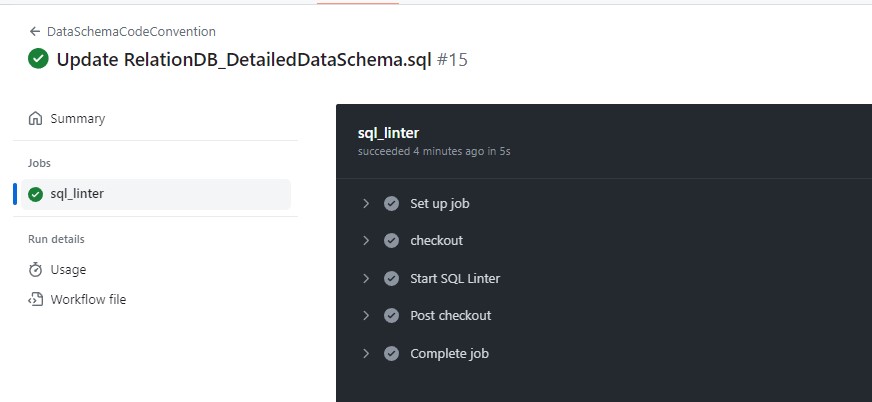 DataSchemaCodeConvention
Update RelationDB_DetailedDataSchema.sql #15
Summary
Jobs
sql_linter
Run details
Usage
Workflow file
sql_linter
succeeded 4 minutes ago in 5s
Set up job
checkout
Start SQL Linter
Post checkout
Complete job